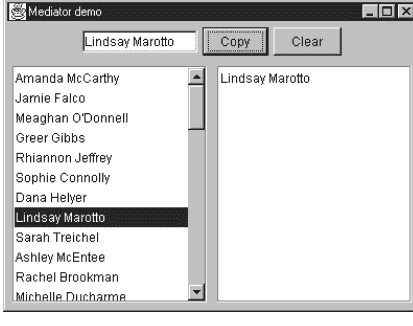 Mediator demo
Lindsay Marotto Copy Clear
Amanda McCarthy
Jamie Falco
Meaghan O'Donnell
Greer Gibbs
Rhiannon Jeffrey
Sophie Connolly
Dana Helyer
Lindsay Marotto
Sarah Treichel
Ashley McEntee
Rachel Brookman
Michelle Ducharme
Lindsay Marotto